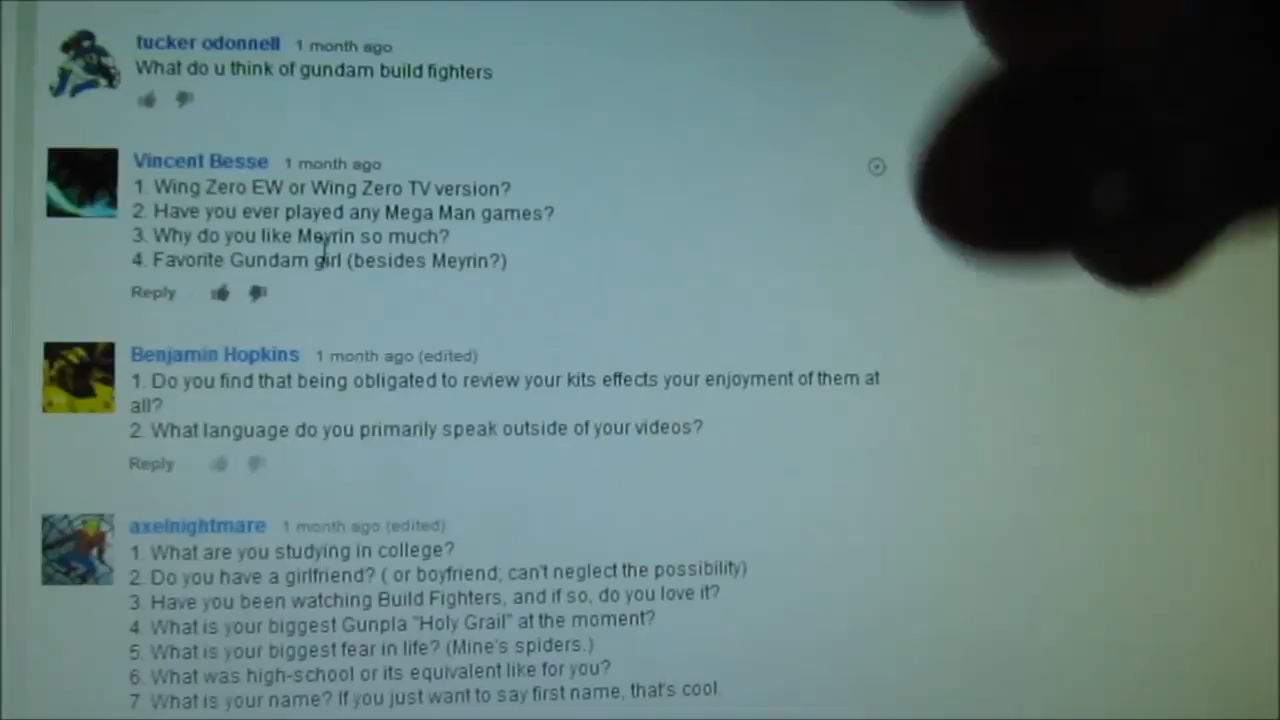 tucker odonnell 1 month ago
What do u think of gundam build fighters
Vincent Besse 1 month ago
1. Wing Zero EW or Wing Zero TV version?
2. Have you ever played any Mega Man games?
3. Why do you like Meyrin so much?
4. Favorite Gundam girl (besides Meyrin?)
Reply
Benjamin Hopkins 1 month ago (edited)
1. Do you find that being obligated to review your kits effects your enjoyment of them at
all?
2. What language do you primarily speak outside of your videos?
Reply
axelnightmare 1 month ago (edited)
1. What are you studying in college?
2. Do you have a girlfriend? ( or boyfriend; can't neglect the possibility)
3. Have you been watching Build Fighters, and if so, do you love it?
4. What is your biggest Gunpla "Holy Grail" at the moment?
5. What is your biggest fear in life? (Mine's spiders.)
6. What was high-school or its equivalent like for you?
7. What is your name? If you just want to say first name, that's cool.